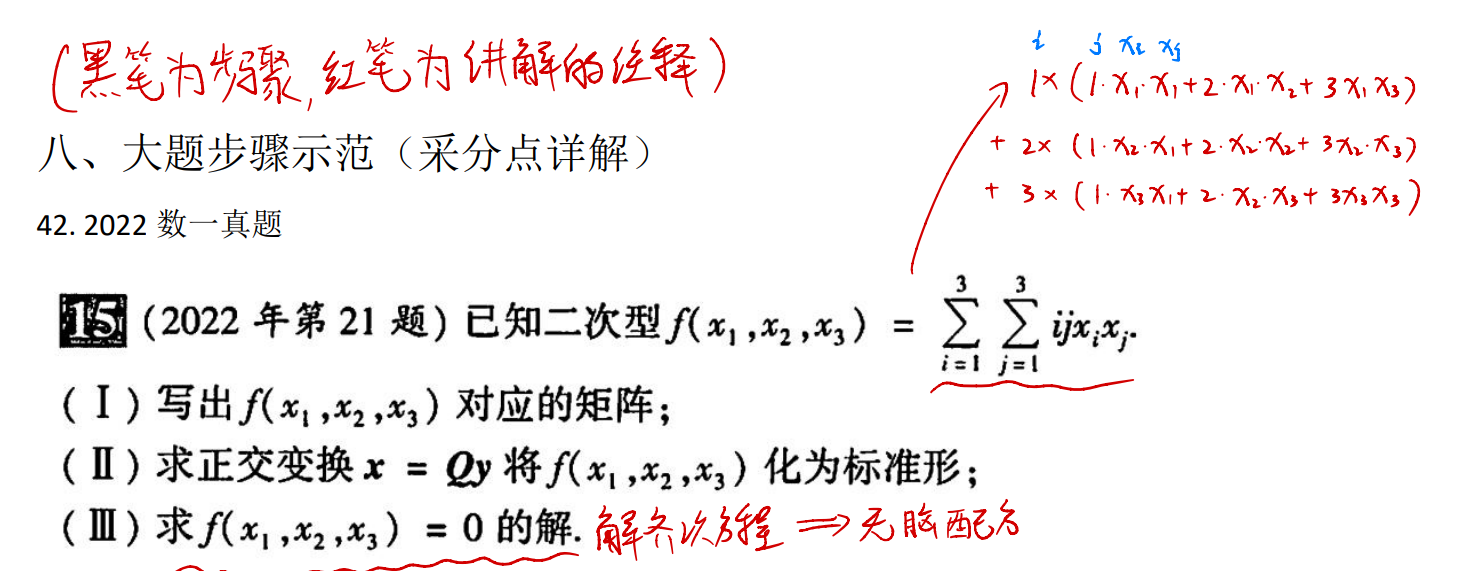 (黑笔为步骤,红笔为讲解的注释)
i j xᵢ xⱼ
1×(1·x₁·x₁+2·x₁·x₂+3x₁x₃)
+ 2×(1·x₂·x₁+2·x₂·x₂+3x₂·x₃)
+ 3×(1·x₃x₁+2·x₂·x₃+3x₃x₃)
八、大题步骤示范（采分点详解）
42. 2022 数一真题
15 (2022 年第 21 题) 已知二次型 f(x₁,x₂,x₃) = ∑_{i=1}^{3} ∑_{j=1}^{3} ijxᵢxⱼ.
(Ⅰ) 写出 f(x₁,x₂,x₃) 对应的矩阵;
(Ⅱ) 求正交变换 x = Qy 将 f(x₁,x₂,x₃) 化为标准形;
(Ⅲ) 求 f(x₁,x₂,x₃) = 0 的解. 解齐次方程 ⟹ 无脑配方